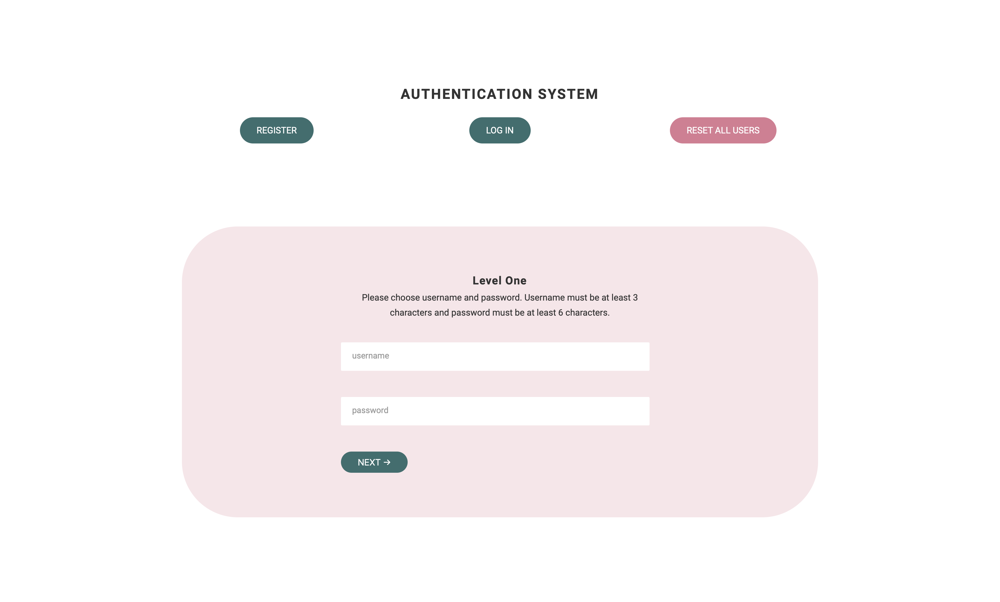 AUTHENTICATION SYSTEM
REGISTER
LOG IN
RESET ALL USERS
Level One
Please choose username and password. Username must be at least 3
characters and password must be at least 6 characters.
username
password
NEXT →